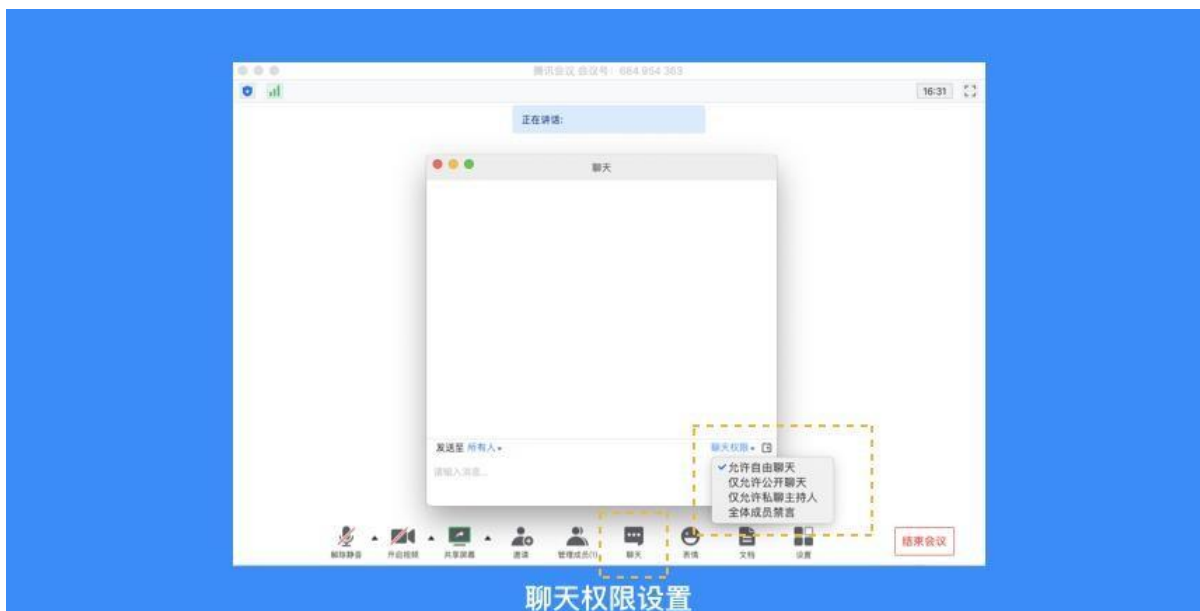 腾讯会议 会议号：684 954 363
16:31
正在讲话:
聊天
发送至 所有人
聊天权限
请输入消息...
允许自由聊天
仅允许公开聊天
仅允许私聊主持人
全体成员禁言
解除静音 开启视频 共享屏幕 邀请 管理成员(1) 聊天 表情 文档 设置
结束会议
聊天权限设置